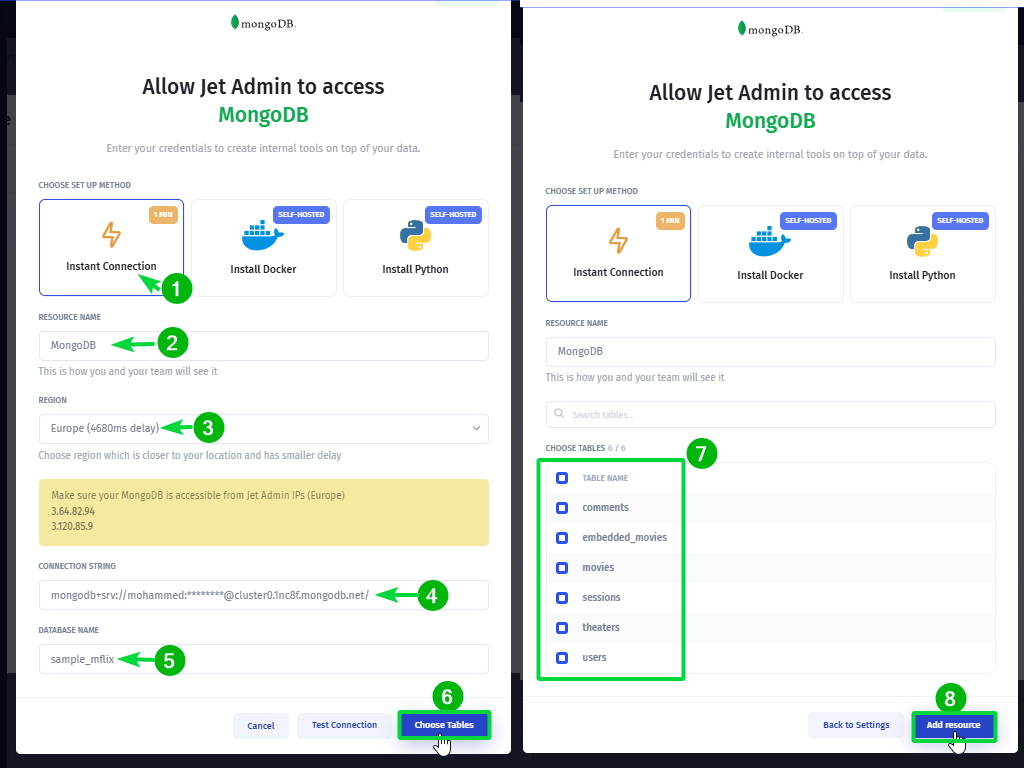 mongoDB.
Allow Jet Admin to access
MongoDB
Enter your credentials to create internal tools on top of your data.
CHOOSE SET UP METHOD
1 MIN
Instant Connection
SELF-HOSTED
Install Docker
SELF-HOSTED
Install Python
1
RESOURCE NAME
MongoDB
2
This is how you and your team will see it
REGION
Europe (4680ms delay)
3
Choose region which is closer to your location and has smaller delay
Make sure your MongoDB is accessible from Jet Admin IPs (Europe)
3.64.82.94
3.120.85.9
CONNECTION STRING
mongodb+srv://mohammed:********@cluster0.1nc8f.mongodb.net/
4
DATABASE NAME
sample_mflix
5
6
Cancel
Test Connection
Choose Tables
mongoDB.
Allow Jet Admin to access
MongoDB
Enter your credentials to create internal tools on top of your data.
CHOOSE SET UP METHOD
1 MIN
Instant Connection
SELF-HOSTED
Install Docker
SELF-HOSTED
Install Python
RESOURCE NAME
MongoDB
This is how you and your team will see it
Search tables...
CHOOSE TABLES 6 / 6
7
TABLE NAME
comments
embedded_movies
movies
sessions
theaters
users
8
Back to Settings
Add resource